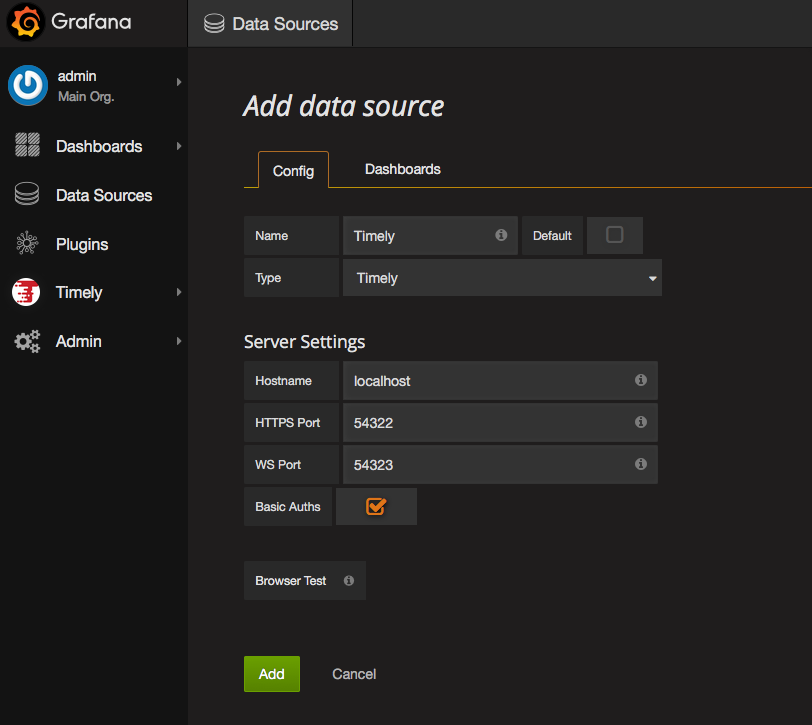 Grafana
Data Sources
admin
Main Org.
Dashboards
Data Sources
Plugins
Timely
Admin
Add data source
Config Dashboards
Name Timely Default
Type Timely
Server Settings
Hostname localhost
HTTPS Port 54322
WS Port 54323
Basic Auths
Browser Test
Add Cancel